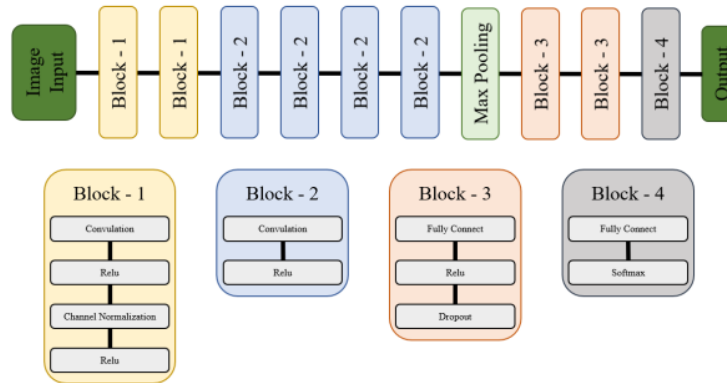 Image
Input
Block - 1
Block - 1
Block - 2
Block - 2
Block - 2
Block - 2
Max Pooling
Block - 3
Block - 3
Block - 4
Output
Block - 1
Convulation
Relu
Channel Normalization
Relu
Block - 2
Convulation
Relu
Block - 3
Fully Connect
Relu
Dropout
Block - 4
Fully Connect
Softmax